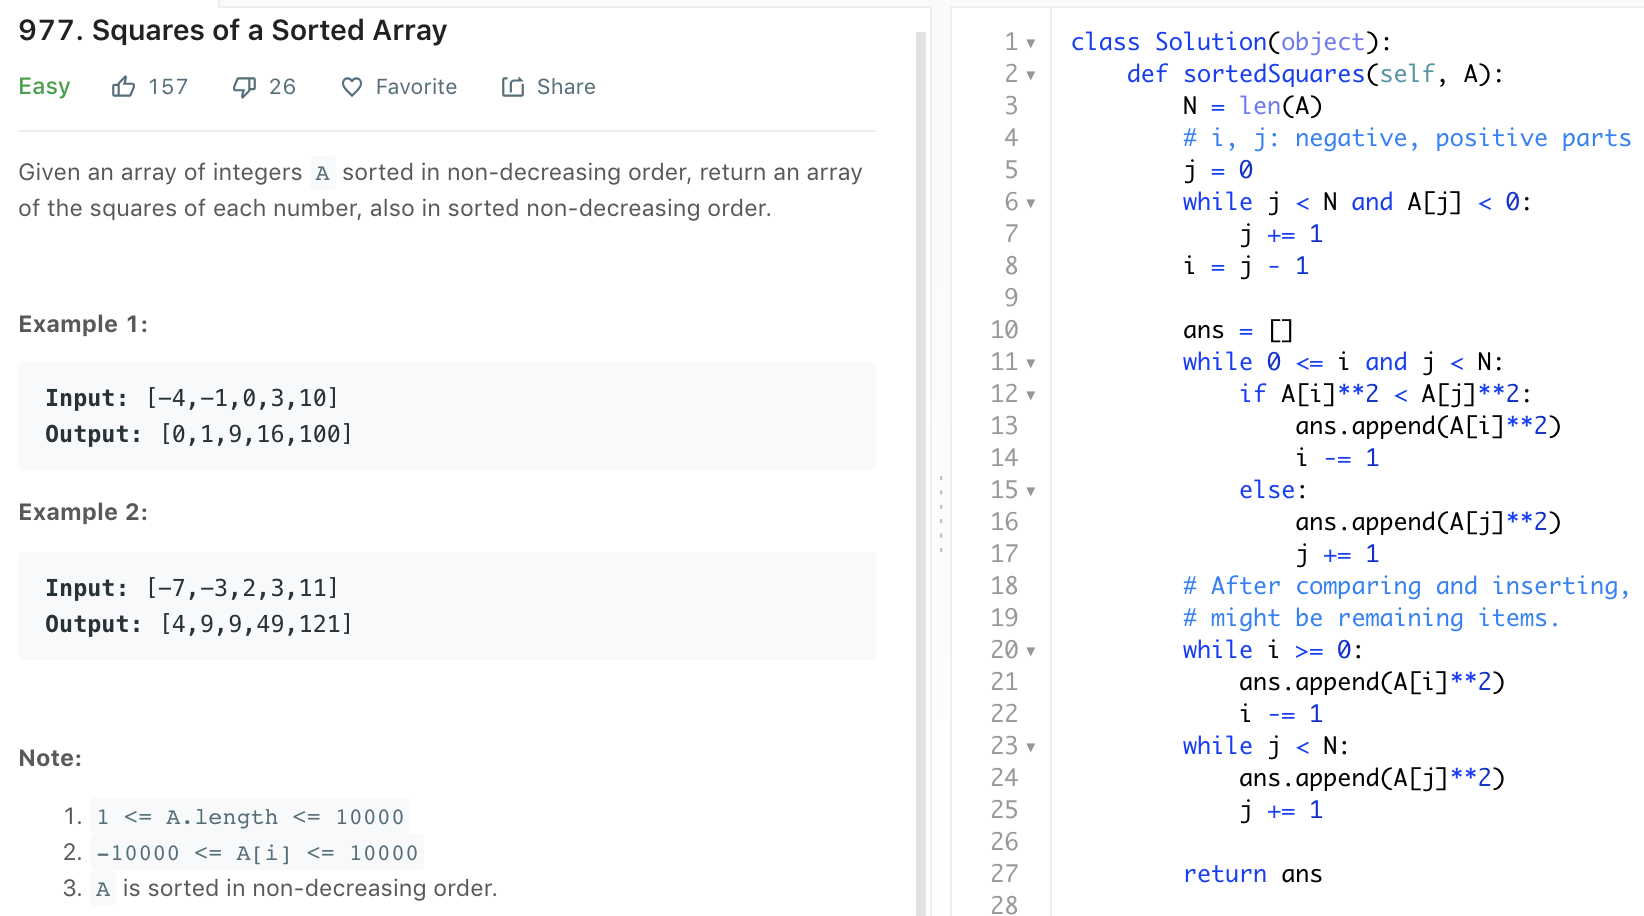 977. Squares of a Sorted Array
Easy 157 26 Favorite Share
Given an array of integers A sorted in non-decreasing order, return an array
of the squares of each number, also in sorted non-decreasing order.
Example 1:
Input: [-4,-1,0,3,10]
Output: [0,1,9,16,100]
Example 2:
Input: [-7,-3,2,3,11]
Output: [4,9,9,49,121]
Note:
1. 1 <= A.length <= 10000
2. -10000 <= A[i] <= 10000
3. A is sorted in non-decreasing order.
1 class Solution(object):
2     def sortedSquares(self, A):
3         N = len(A)
4         # i, j: negative, positive parts
5         j = 0
6         while j < N and A[j] < 0:
7             j += 1
8         i = j - 1
9
10         ans = []
11         while 0 <= i and j < N:
12             if A[i]**2 < A[j]**2:
13                 ans.append(A[i]**2)
14                 i -= 1
15             else:
16                 ans.append(A[j]**2)
17                 j += 1
18         # After comparing and inserting,
19         # might be remaining items.
20         while i >= 0:
21             ans.append(A[i]**2)
22             i -= 1
23         while j < N:
24             ans.append(A[j]**2)
25             j += 1
26
27         return ans
28